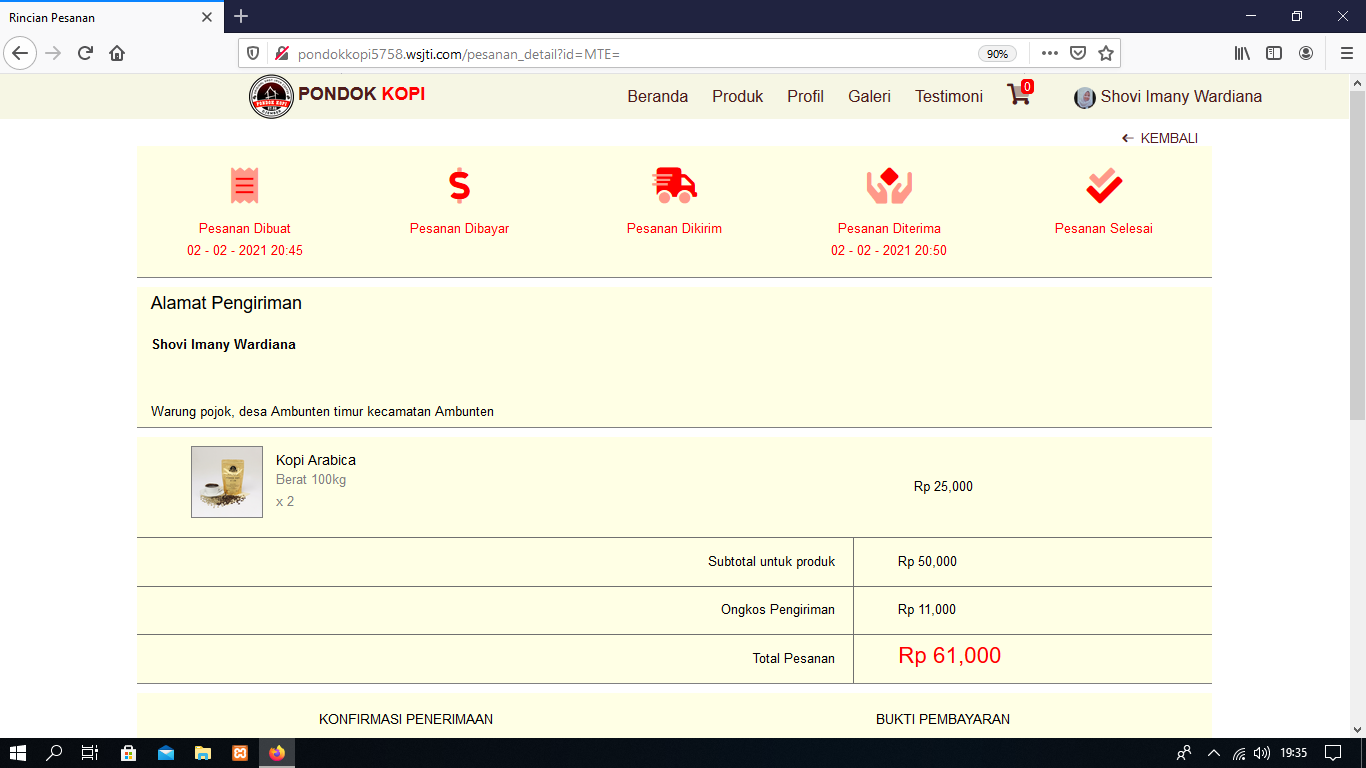 Rincian Pesanan
pondokkopi5758.wsjti.com/pesanan_detail?id=MTE=
90%
PONDOK KOPI
Beranda
Produk
Profil
Galeri
Testimoni
0
Shovi Imany Wardiana
← KEMBALI
Pesanan Dibuat
02 - 02 - 2021 20:45
Pesanan Dibayar
Pesanan Dikirim
Pesanan Diterima
02 - 02 - 2021 20:50
Pesanan Selesai
Alamat Pengiriman
Shovi Imany Wardiana
Warung pojok, desa Ambunten timur kecamatan Ambunten
Kopi Arabica
Berat 100kg
x 2
Rp 25,000
Subtotal untuk produk
Rp 50,000
Ongkos Pengiriman
Rp 11,000
Total Pesanan
Rp 61,000
KONFIRMASI PENERIMAAN
BUKTI PEMBAYARAN
19:35